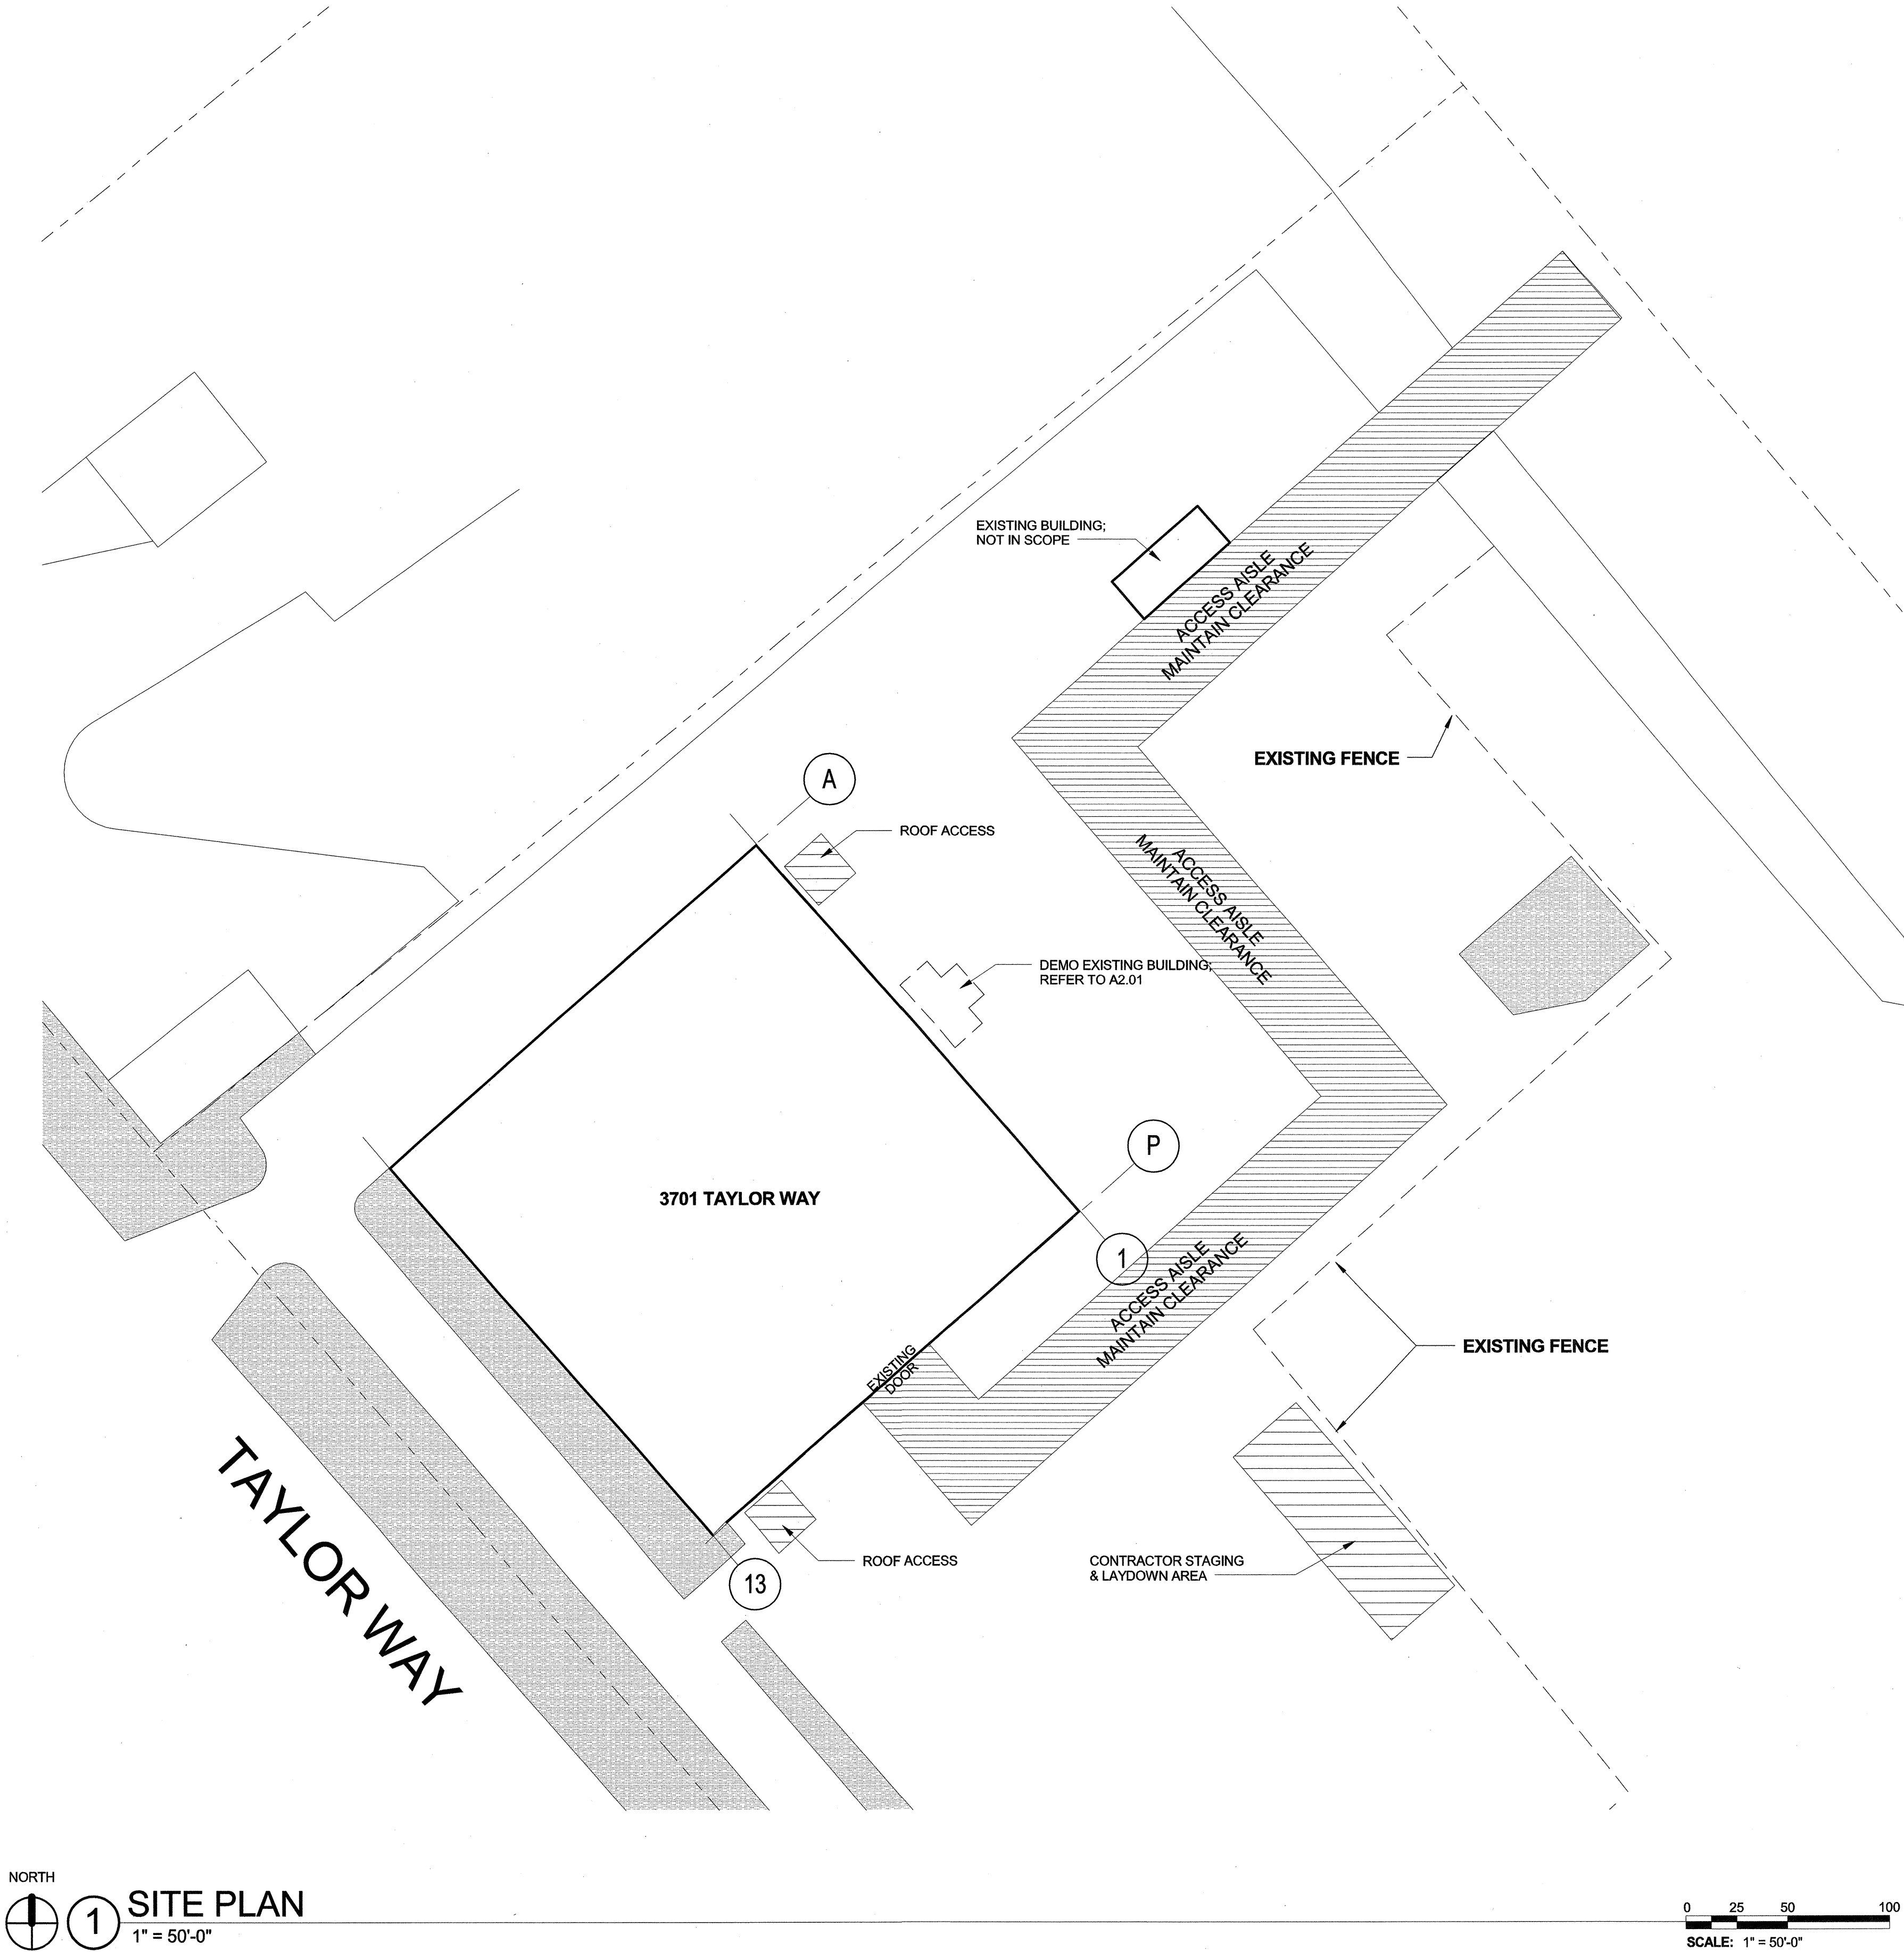 EXISTING BUILDING;
NOT IN SCOPE
ACCESS AISLE
MAINTAIN CLEARANCE
EXISTING FENCE
A
ROOF ACCESS
ACCESS AISLE
MAINTAIN CLEARANCE
DEMO EXISTING BUILDING;
REFER TO A2.01
P
3701 TAYLOR WAY
1
ACCESS AISLE
MAINTAIN CLEARANCE
EXISTING FENCE
EXISTING
DOOR
TAYLOR WAY
ROOF ACCESS
CONTRACTOR STAGING
& LAYDOWN AREA
13
NORTH
1
SITE PLAN
1" = 50'-0"
0 25 50 100
SCALE: 1" = 50'-0"